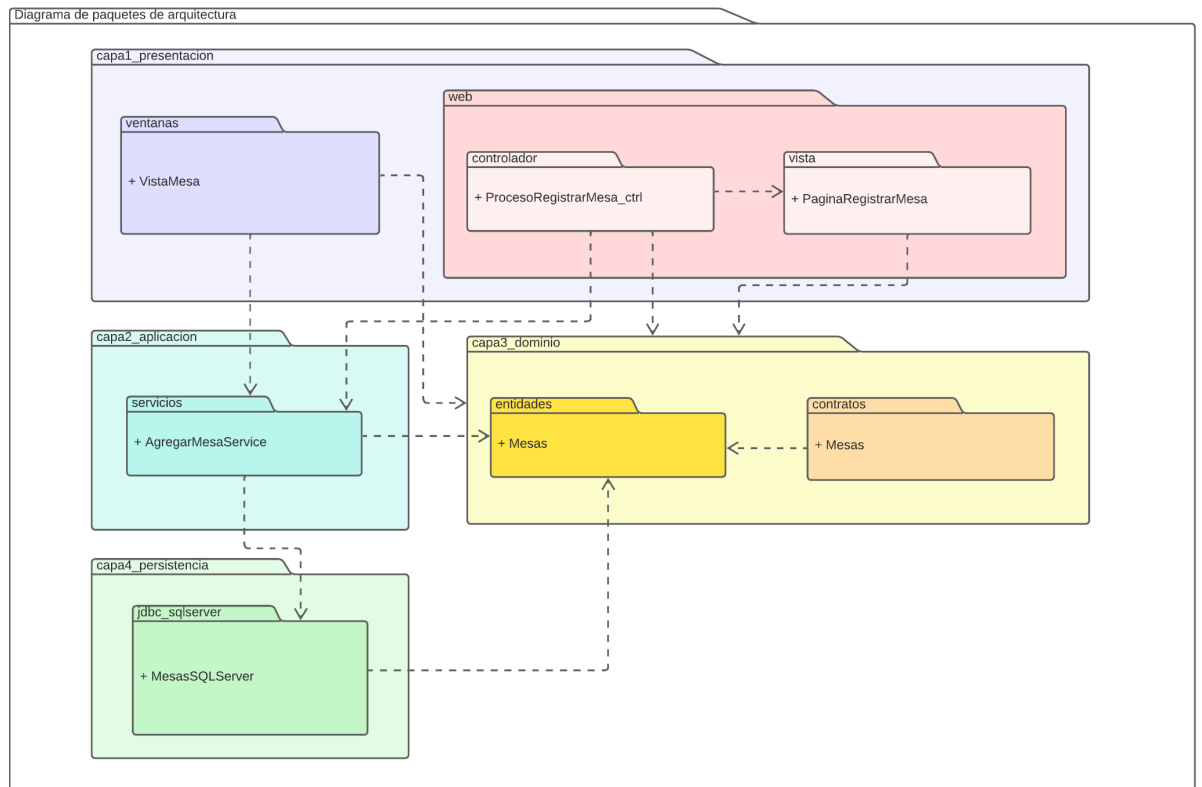 Diagrama de paquetes de arquitectura
capa1_presentacion
web
ventanas
+ VistaMesa
controlador
+ ProcesoRegistrarMesa_ctrl
vista
+ PaginaRegistrarMesa
capa2_aplicacion
servicios
+ AgregarMesaService
capa3_dominio
entidades
+ Mesas
contratos
+ Mesas
capa4_persistencia
jdbc_sqlserver
+ MesasSQLServer